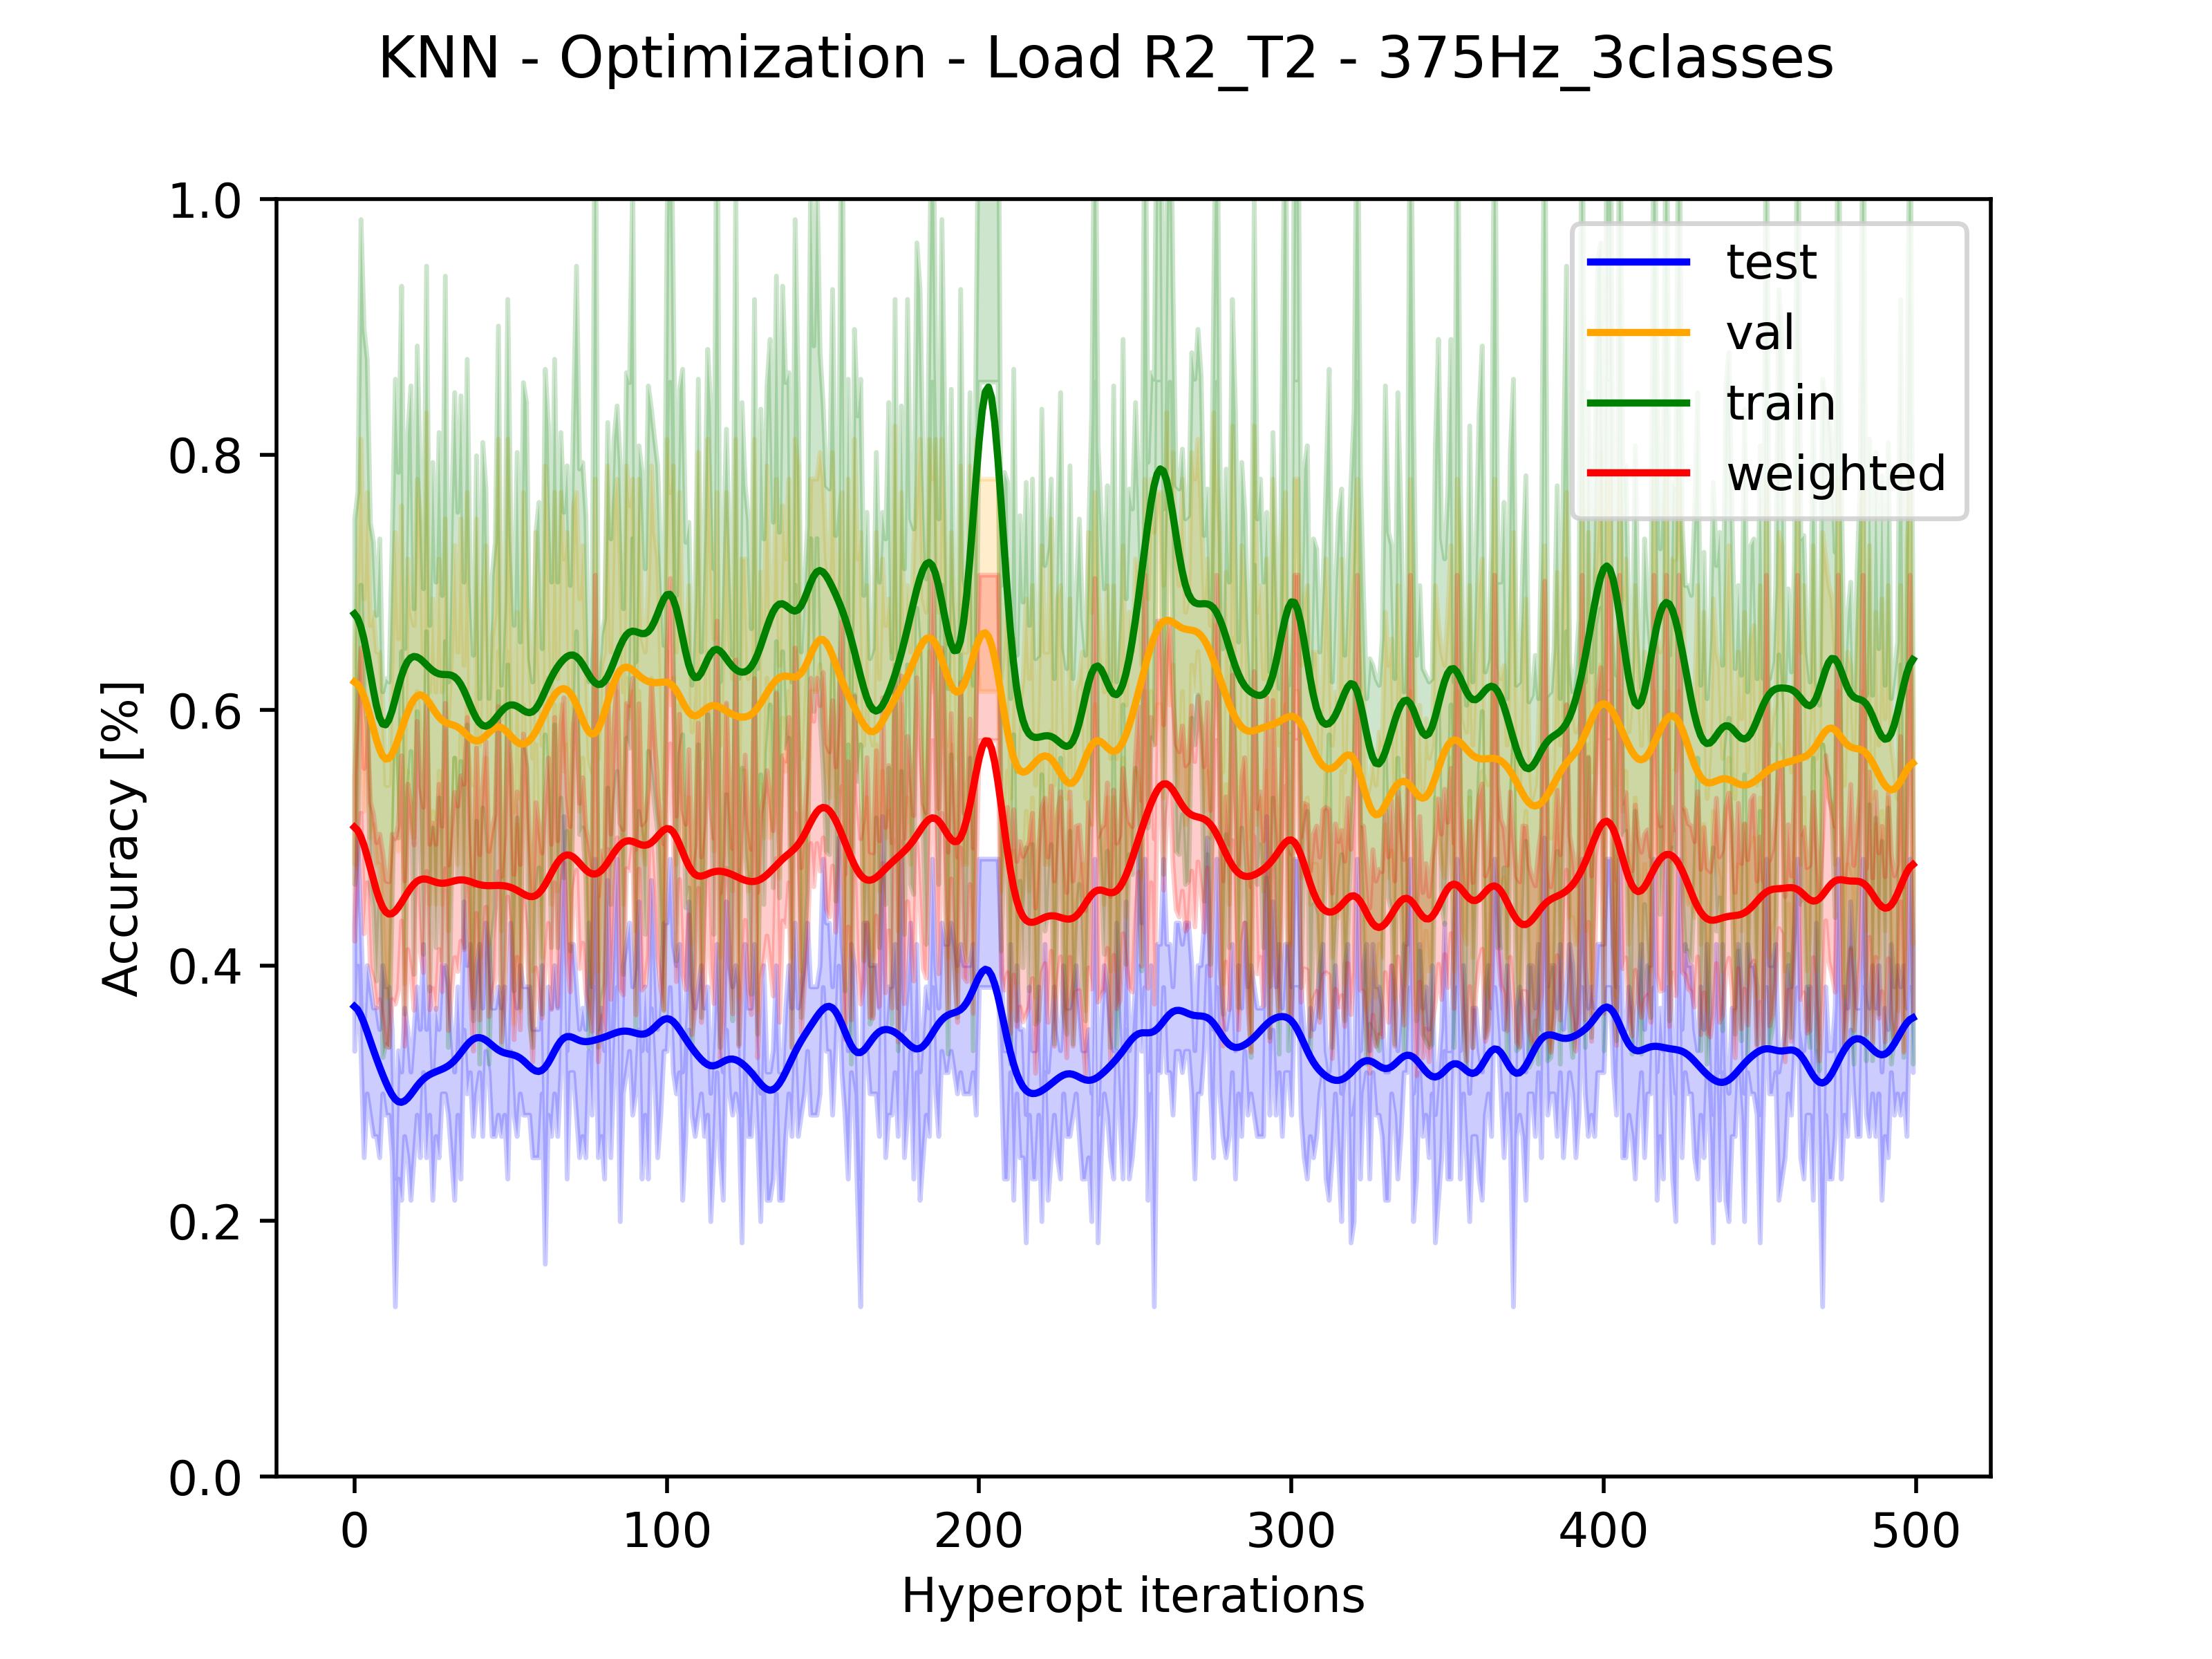 KNN - Optimization - Load R2_T2 - 375Hz_3classes
1.0
0.8
0.6
0.4
0.2
0.0
Accuracy [%]
test
val
train
weighted
0 100 200 300 400 500
Hyperopt iterations